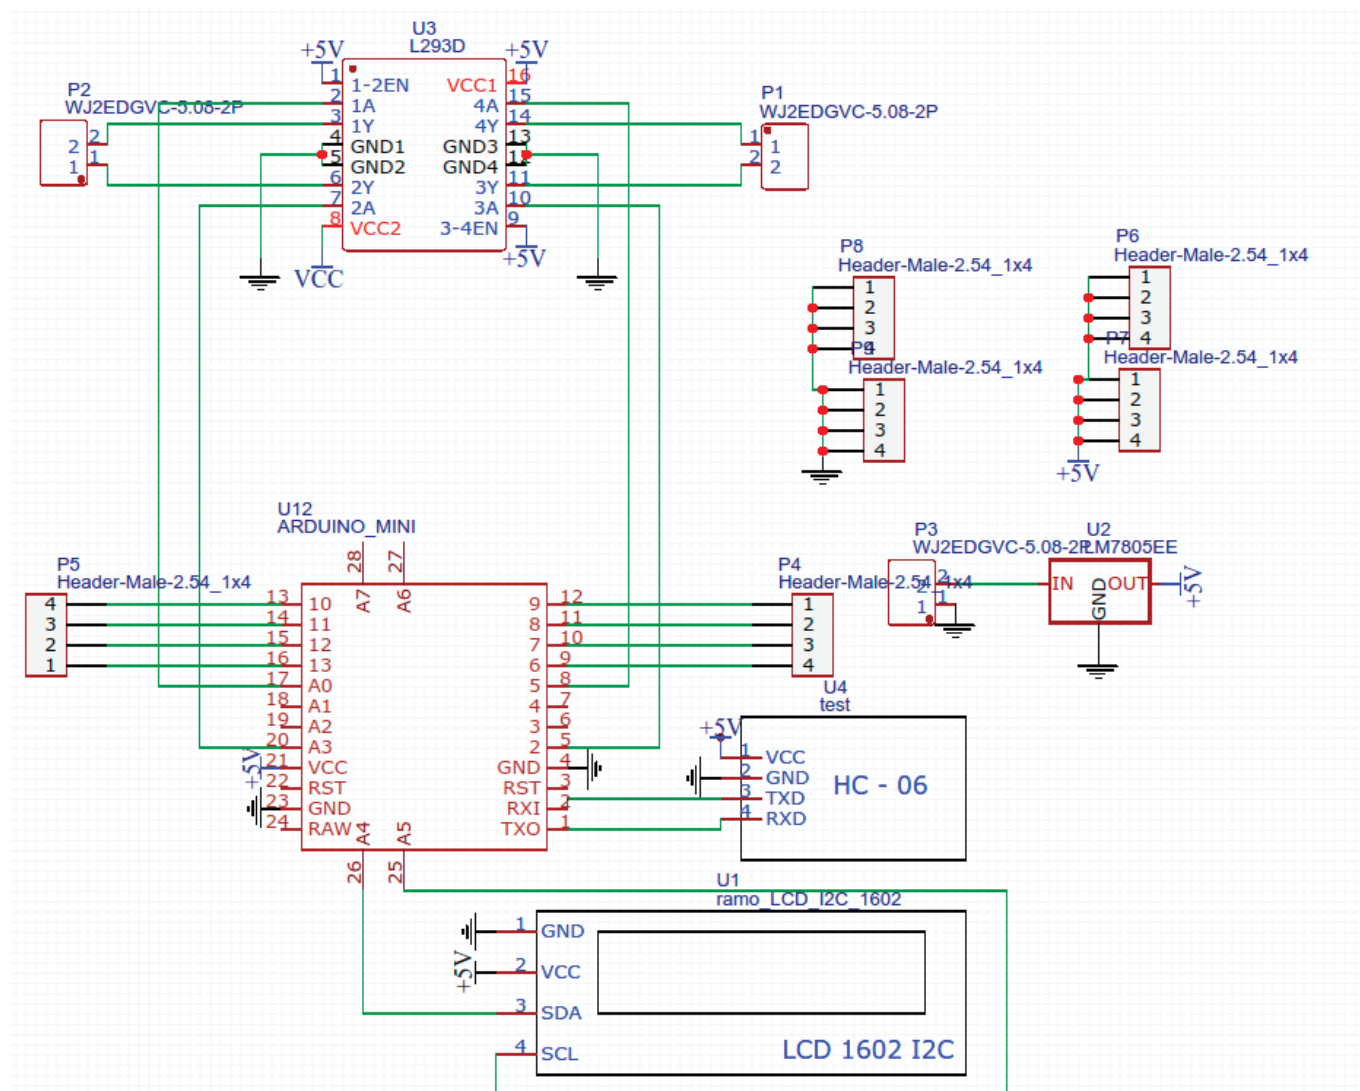 U3
L293D
+5V
+5V
1 1-2EN VCC1 16
2 1A 4A 15
3 1Y 4Y 14
4 GND1 GND3 13
5 GND2 GND4
6 2Y 3Y 11
7 2A 3A 10
8 VCC2 3-4EN 9
VCC
+5V
P2
WJ2EDGVC-5.08-2P
2 2
1 1
P1
WJ2EDGVC-5.08-2P
1 1
2 2
P8
Header-Male-2.54_1x4
1
2
3
4
P9
Header-Male-2.54_1x4
1
2
3
4
P6
Header-Male-2.54_1x4
1
2
3
4
P7
Header-Male-2.54_1x4
1
2
3
4
+5V
U12
ARDUINO_MINI
28 27
A7 A6
13 10 9 12
14 11 8 11
15 12 7 10
16 13 6 9
17 A0 5 8
18 A1 4 7
19 A2 3 6
20 A3 2 5
+5V 21 VCC GND 4
22 RST RST 3
23 GND RXI 2
24 RAW TXO 1
A4 A5
26 25
P5
Header-Male-2.54_1x4
4
3
2
1
P4
Header-Male-2.54_1x4
1
2
3
4
P3
WJ2EDGVC-5.08-2P
2 2
1 1
U2
LM7805EE
IN GND OUT
+5V
U4
test
+5V
1 VCC
2 GND
3 TXD
4 RXD
HC - 06
U1
ramo_LCD_I2C_1602
1 GND
+5V 2 VCC
3 SDA
4 SCL
LCD 1602 I2C